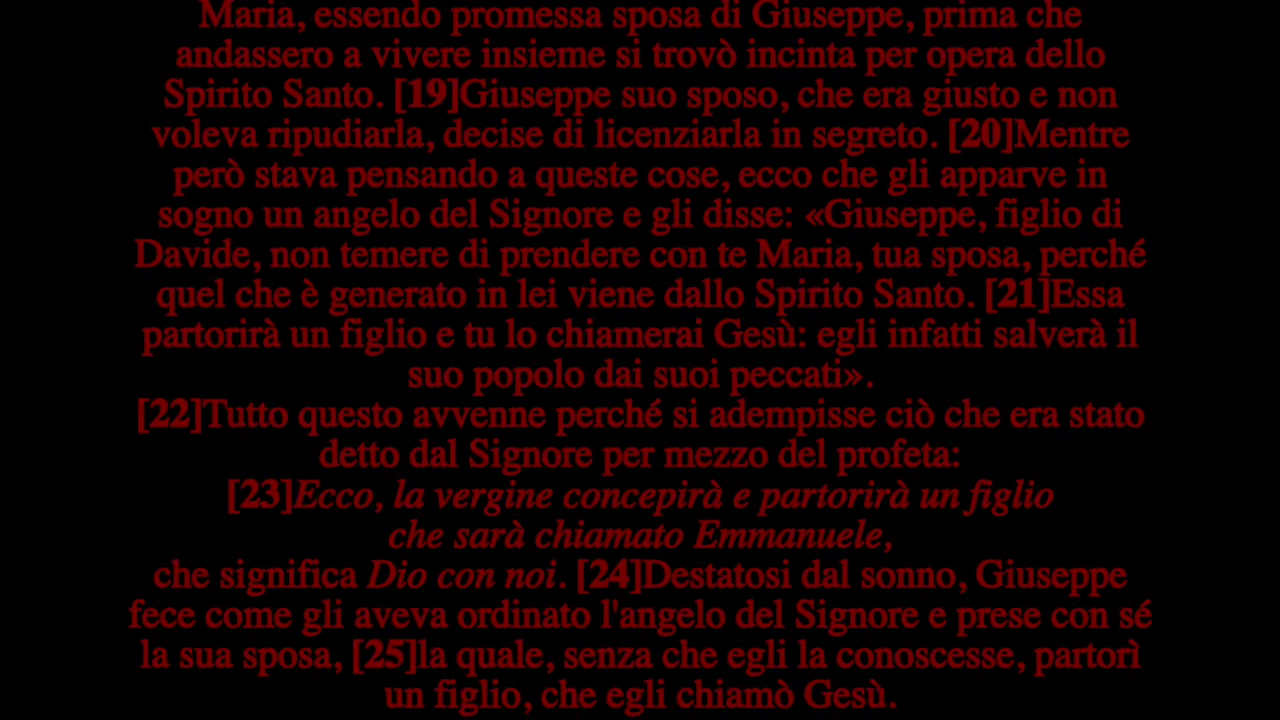 Maria, essendo promessa sposa di Giuseppe, prima che
andassero a vivere insieme si trovò incinta per opera dello
Spirito Santo. [19]Giuseppe suo sposo, che era giusto e non
voleva ripudiarla, decise di licenziarla in segreto. [20]Mentre
però stava pensando a queste cose, ecco che gli apparve in
sogno un angelo del Signore e gli disse: «Giuseppe, figlio di
Davide, non temere di prendere con te Maria, tua sposa, perché
quel che è generato in lei viene dallo Spirito Santo. [21]Essa
partorirà un figlio e tu lo chiamerai Gesù: egli infatti salverà il
suo popolo dai suoi peccati».
[22]Tutto questo avvenne perché si adempisse ciò che era stato
detto dal Signore per mezzo del profeta:
[23]Ecco, la vergine concepirà e partorirà un figlio
che sarà chiamato Emmanuele,
che significa Dio con noi. [24]Destatosi dal sonno, Giuseppe
fece come gli aveva ordinato l'angelo del Signore e prese con sé
la sua sposa, [25]la quale, senza che egli la conoscesse, partorì
un figlio, che egli chiamò Gesù.